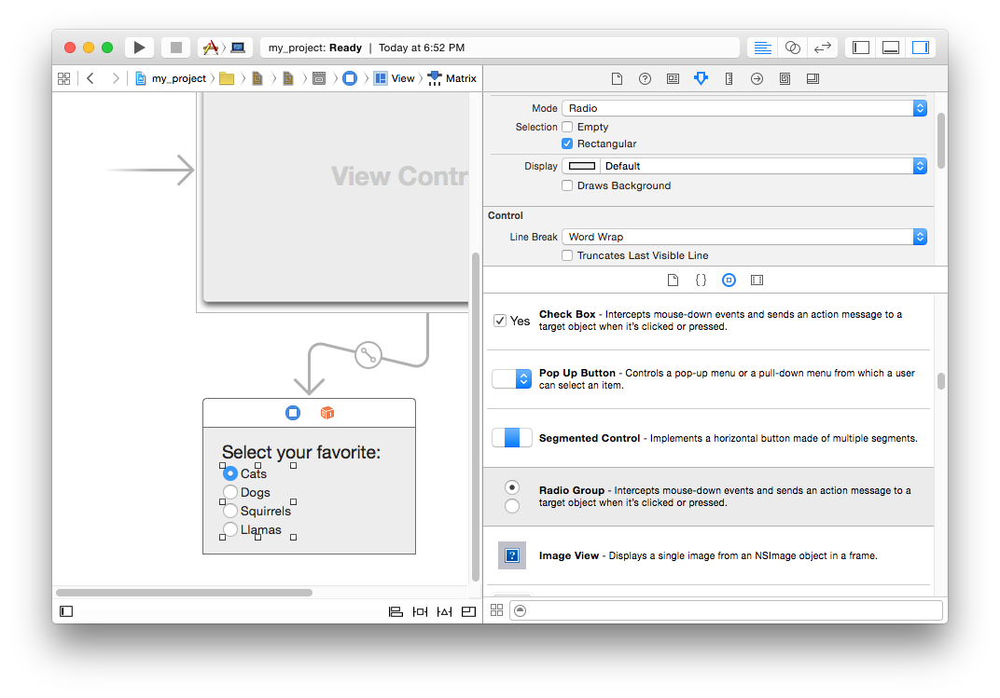 my_project: Ready | Today at 6:52 PM
my_project
View
Matrix
View Contr
Select your favorite:
Cats
Dogs
Squirrels
Llamas
Mode Radio
Selection Empty
Rectangular
Display Default
Draws Background
Control
Line Break Word Wrap
Truncates Last Visible Line
{}
Yes
Check Box - Intercepts mouse-down events and sends an action message to a
target object when it's clicked or pressed.
Pop Up Button - Controls a pop-up menu or a pull-down menu from which a user
can select an item.
Segmented Control - Implements a horizontal button made of multiple segments.
Radio Group - Intercepts mouse-down events and sends an action message to a
target object when it's clicked or pressed.
?
Image View - Displays a single image from an NSImage object in a frame.